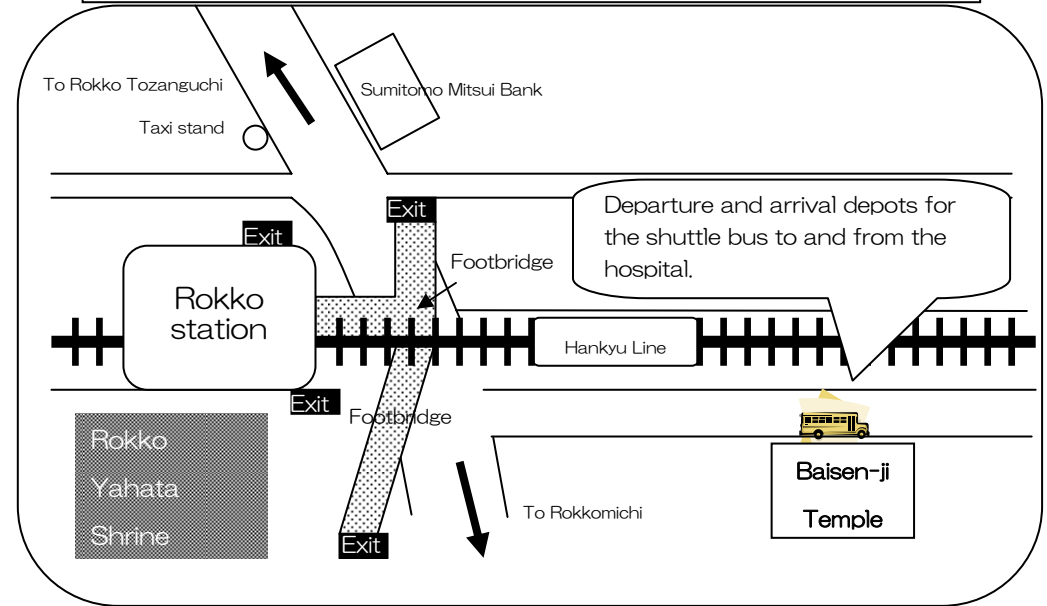 To Rokko Tozanguchi
Sumitomo Mitsui Bank
Taxi stand
Exit
Exit
Departure and arrival depots for
the shuttle bus to and from the
hospital.
Footbridge
Rokko
station
Hankyu Line
Exit
Footbridge
Rokko
Yahata
Shrine
Baisen-ji
Temple
To Rokkomichi
Exit